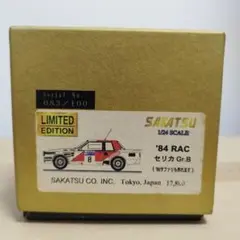 Serial No.
083/100
LIMITED
EDITION
SAKATSU
1/24 SCALE
'84 RAC
セリカ Gr.B
SAKATSU CO. INC. Tokyo, Japan